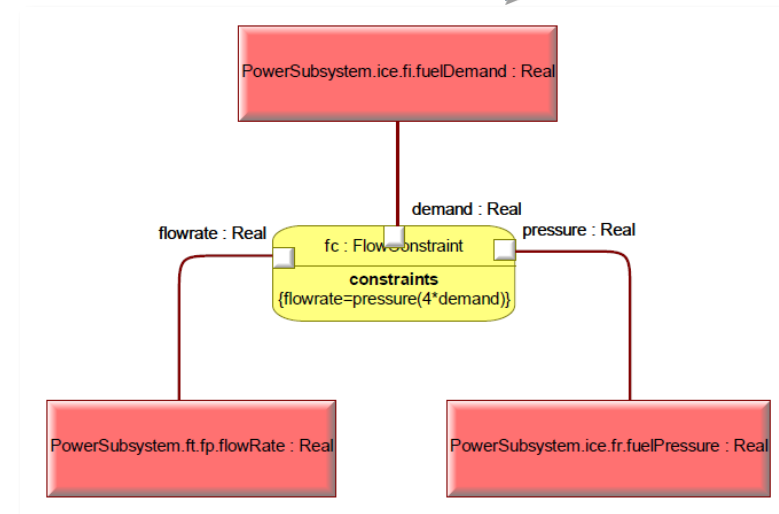 PowerSubsystem.ice.fi.fuelDemand : Real
demand : Real
flowrate : Real
pressure : Real
fc : FlowConstraint
constraints
{flowrate=pressure(4*demand)}
PowerSubsystem.ft.fp.flowRate : Real
PowerSubsystem.ice.fr.fuelPressure : Real